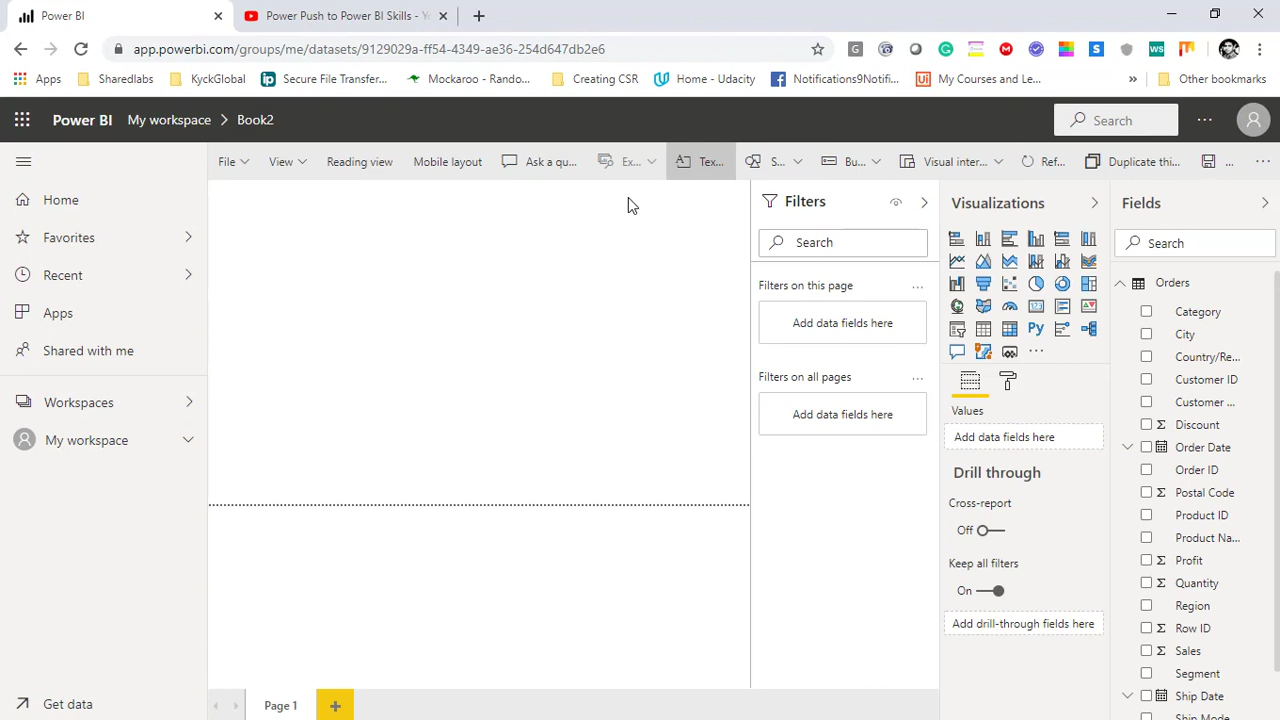 Power BI
Power Push to Power BI Skills - Y
app.powerbi.com/groups/me/datasets/9129029a-ff54-4349-ae36-254d647db2e6
Apps
Sharedlabs
KyckGlobal
Secure File Transfer...
Mockaroo - Rando...
Creating CSR
Home - Udacity
Notifications9Notifi...
My Courses and Le...
»
Other bookmarks
Power BI
My workspace > Book2
Search
File
View
Reading view
Mobile layout
Ask a qu...
Ex...
Tex...
S...
Bu...
Visual inter...
Ref...
Duplicate thi...
...
Home
Favorites
Recent
Apps
Shared with me
Workspaces
My workspace
Get data
Filters
Search
Filters on this page
Add data fields here
Filters on all pages
Add data fields here
Visualizations
Py
Values
Add data fields here
Drill through
Cross-report
Off
Keep all filters
On
Add drill-through fields here
Fields
Search
Orders
Category
City
Country/Re...
Customer ID
Customer ...
Discount
Order Date
Order ID
Postal Code
Product ID
Product Na...
Profit
Quantity
Region
Row ID
Sales
Segment
Ship Date
Ship Mode
Page 1